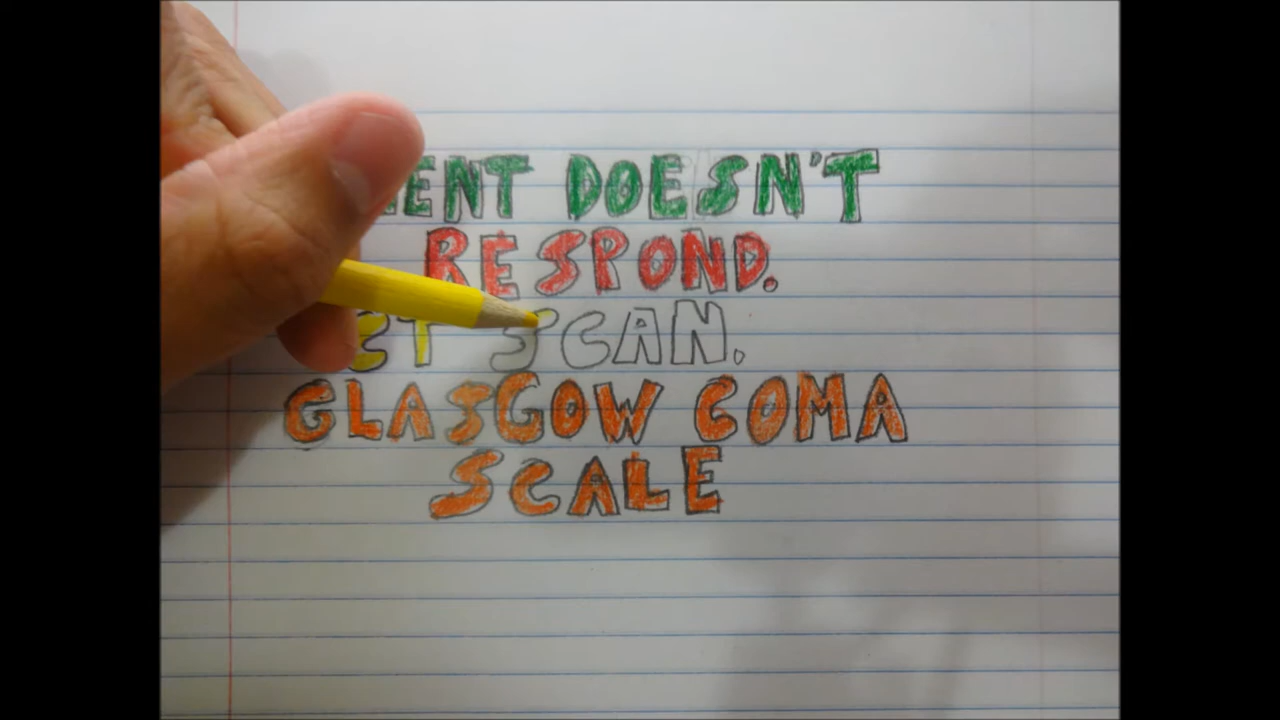 DOESN'T
RESPOND.
SCAN.
GLASGOW COMA
SCALE